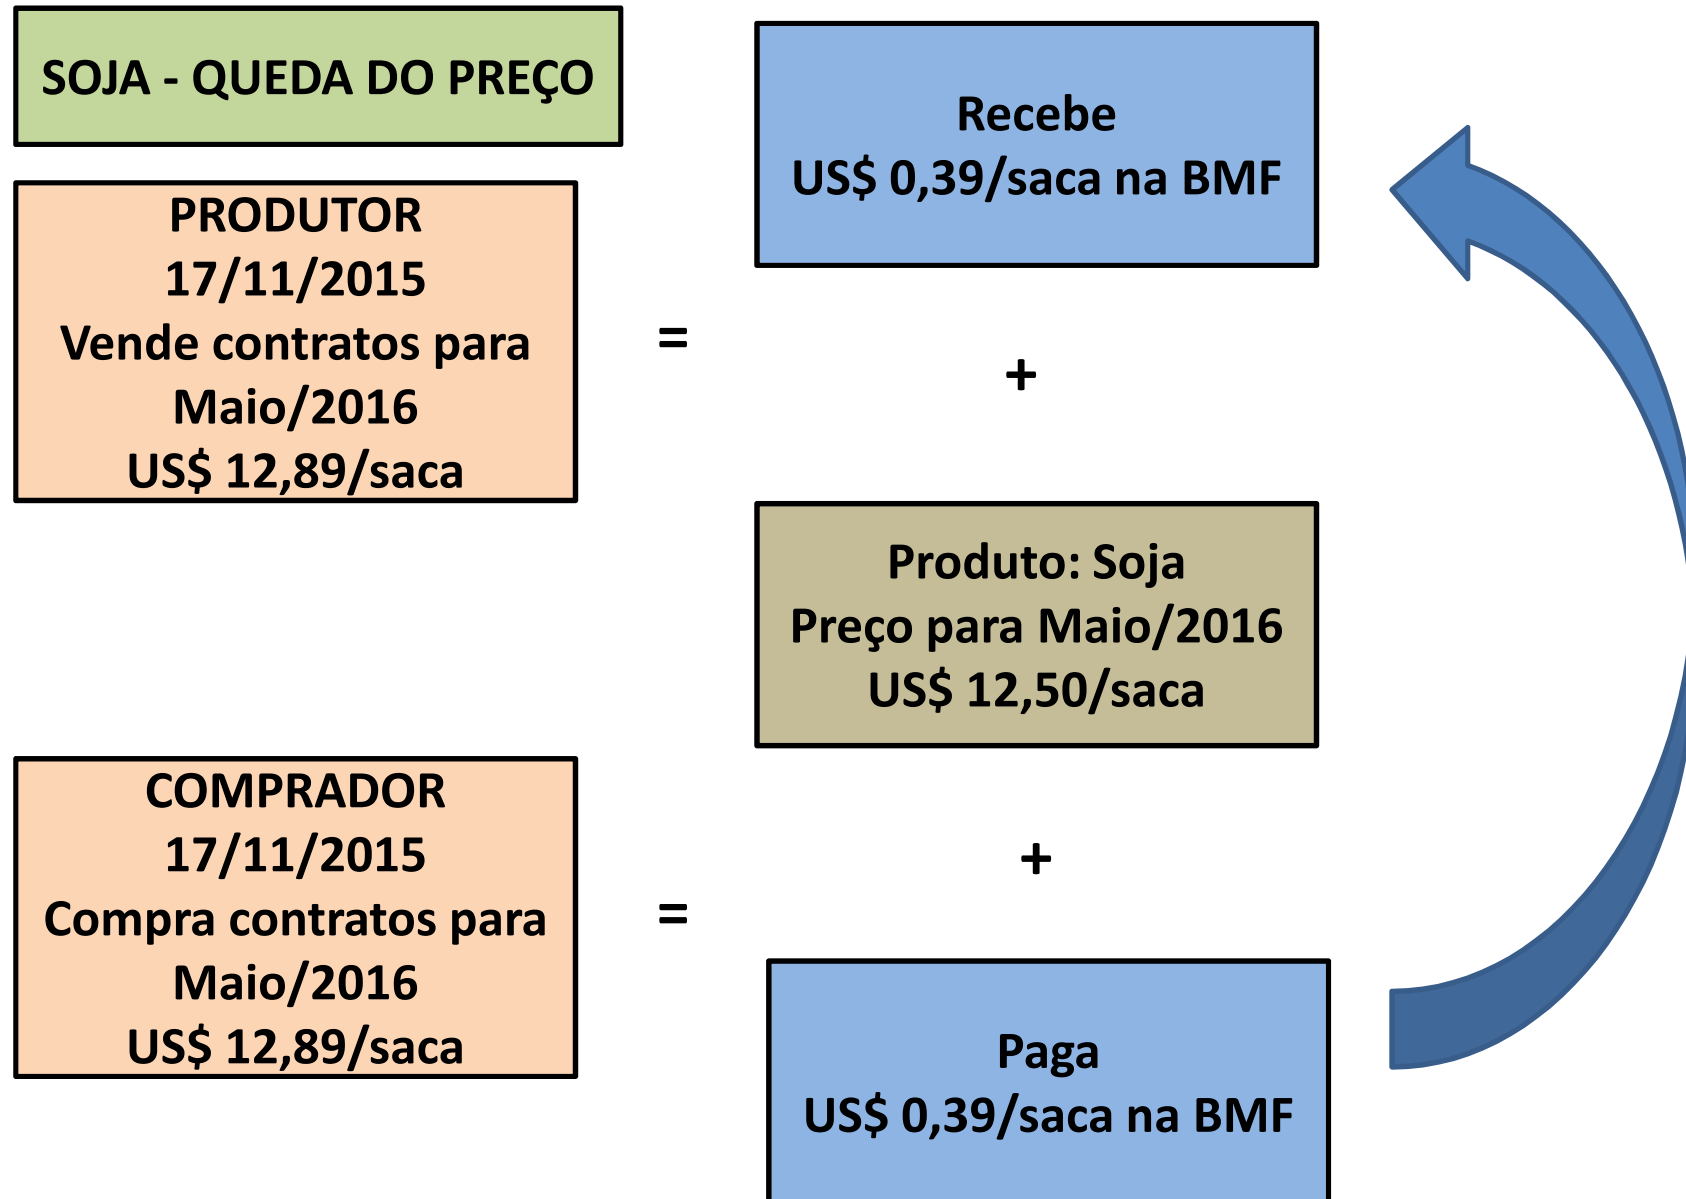 SOJA - QUEDA DO PREÇO
PRODUTOR
17/11/2015
Vende contratos para
Maio/2016
US$ 12,89/saca
=
Recebe
US$ 0,39/saca na BMF
+
Produto: Soja
Preço para Maio/2016
US$ 12,50/saca
COMPRADOR
17/11/2015
Compra contratos para
Maio/2016
US$ 12,89/saca
=
+
Paga
US$ 0,39/saca na BMF